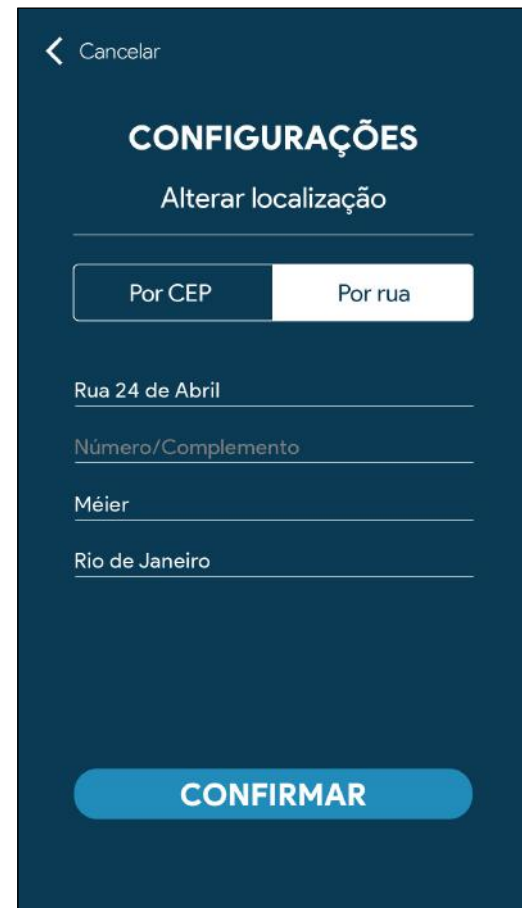 Cancelar
CONFIGURAÇÕES
Alterar localização
Por CEP
Por rua
Rua 24 de Abril
Número/Complemento
Méier
Rio de Janeiro
CONFIRMAR